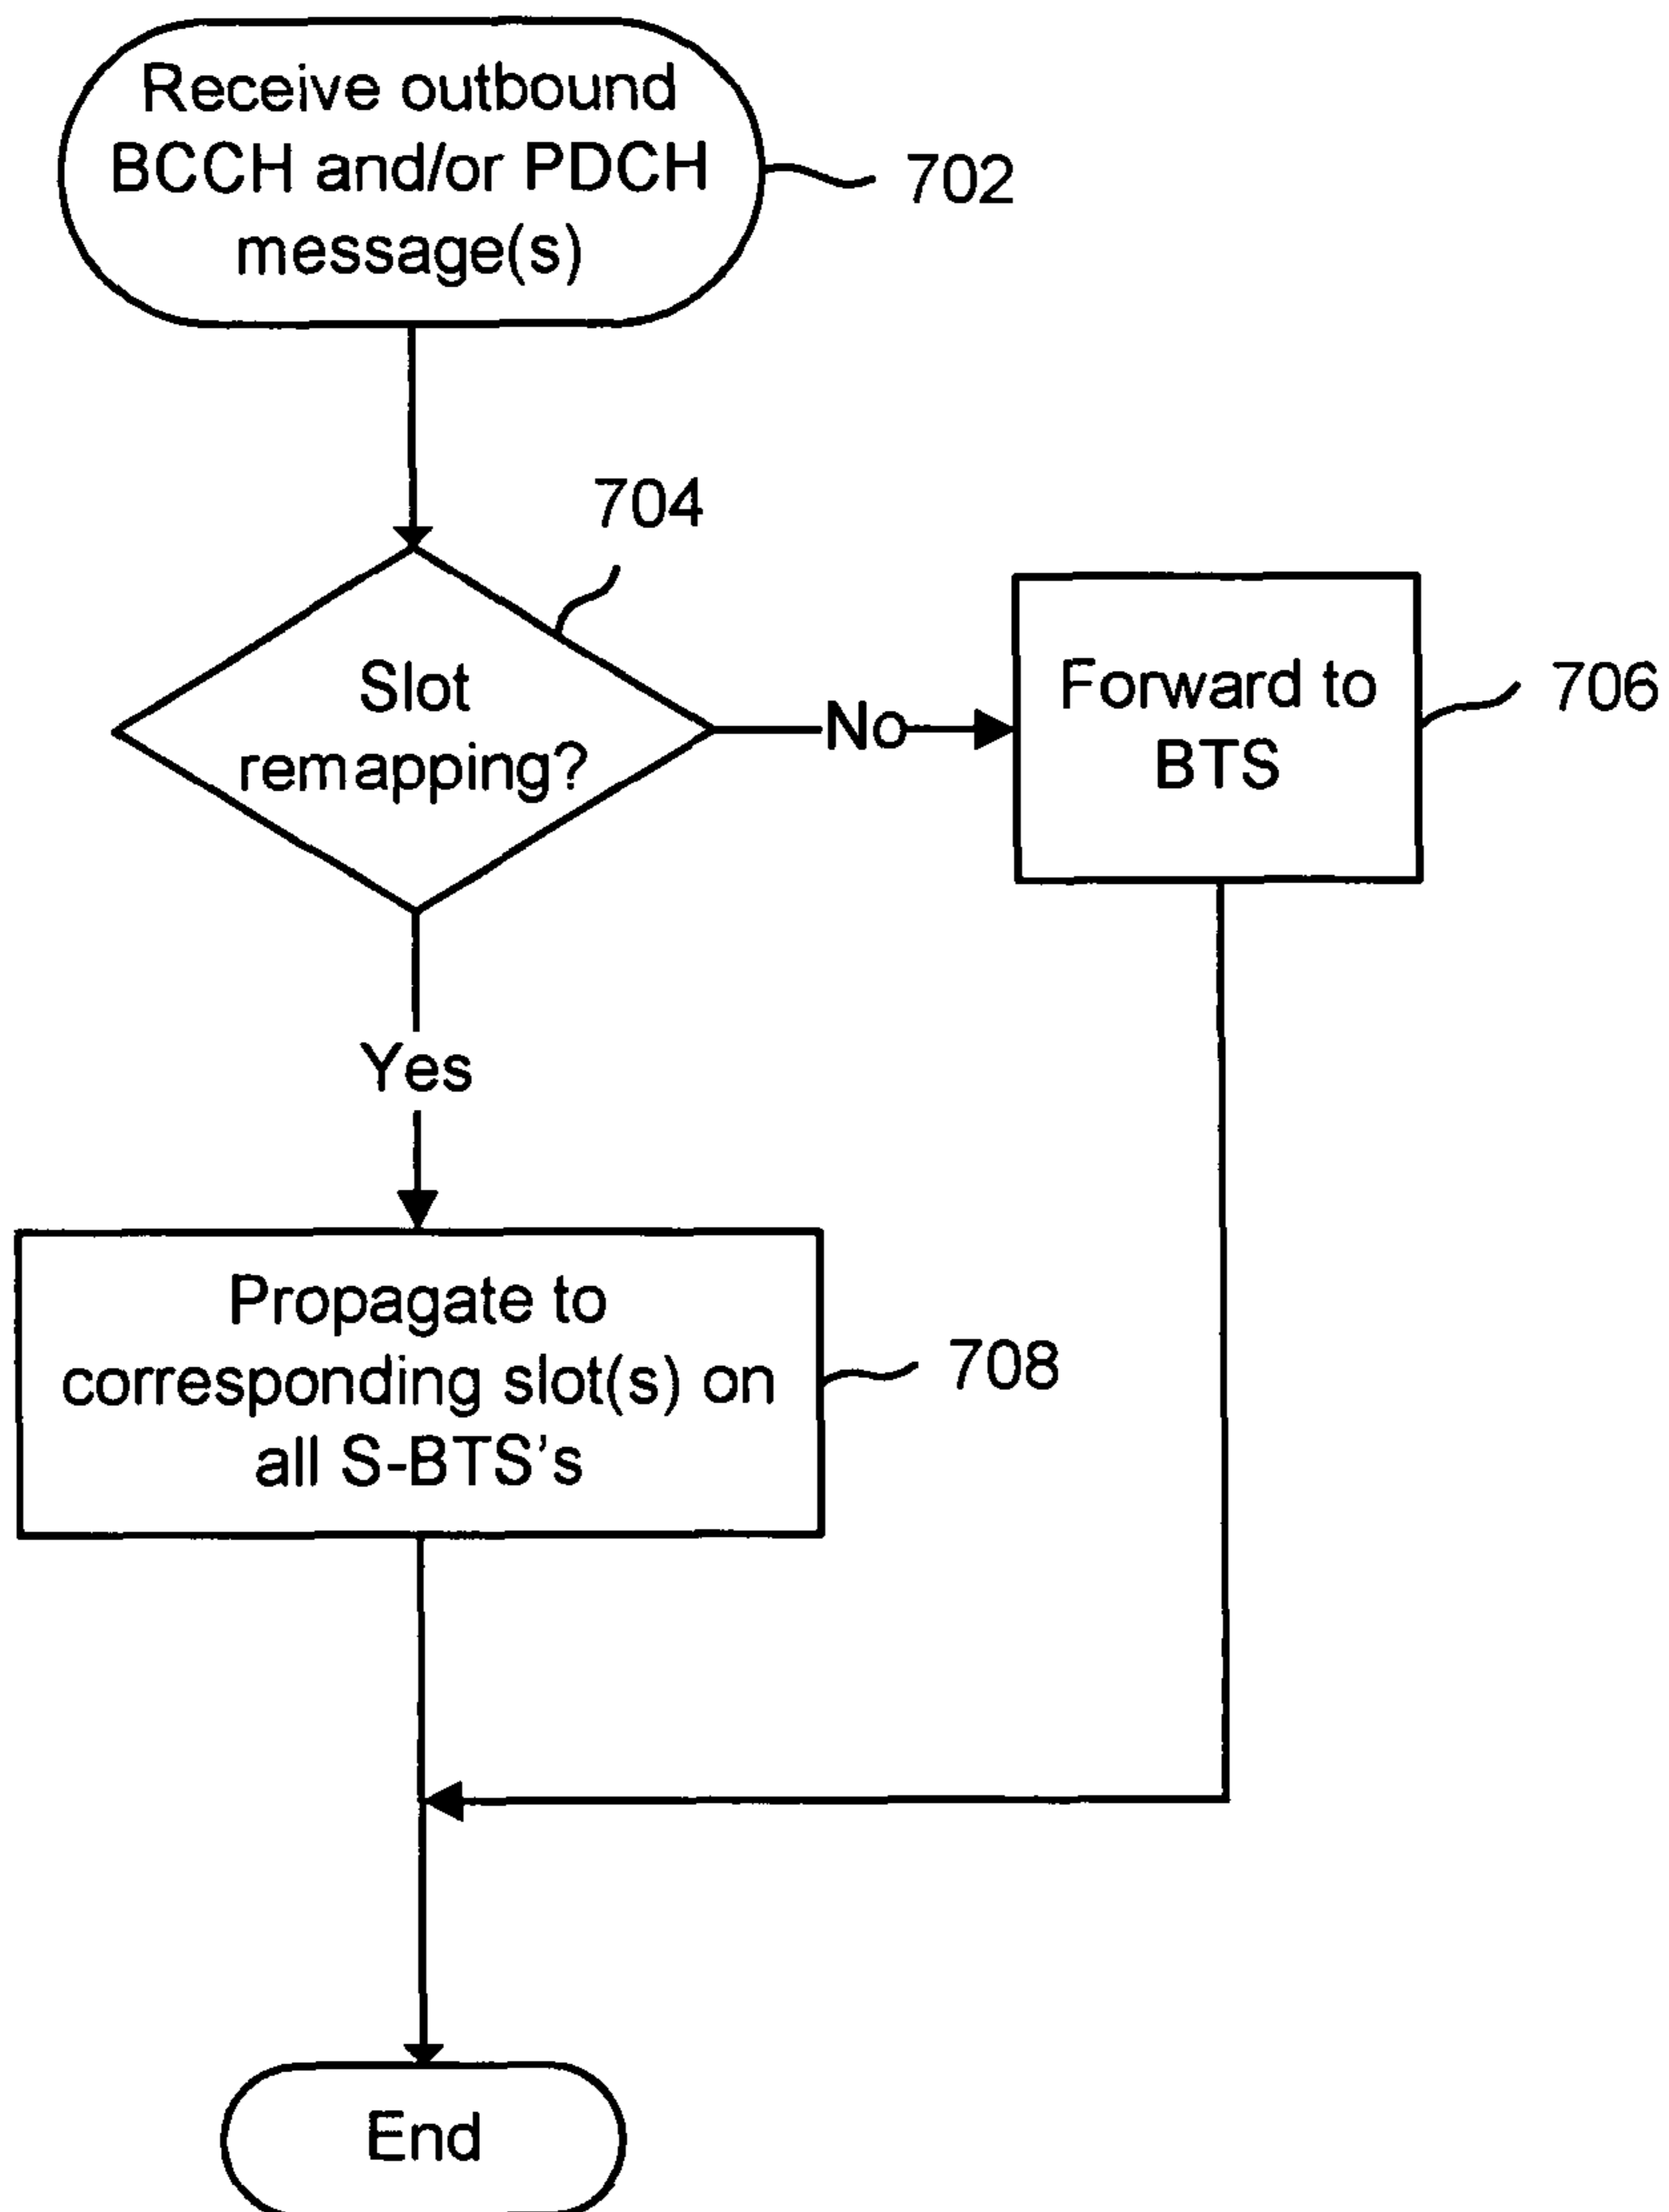 Receive outbound
BCCH and/or PDCH
message(s)
702
704
Slot
remapping?
No
Forward to
BTS
706
Yes
Propagate to
corresponding slot(s) on
all S-BTS's
708
End